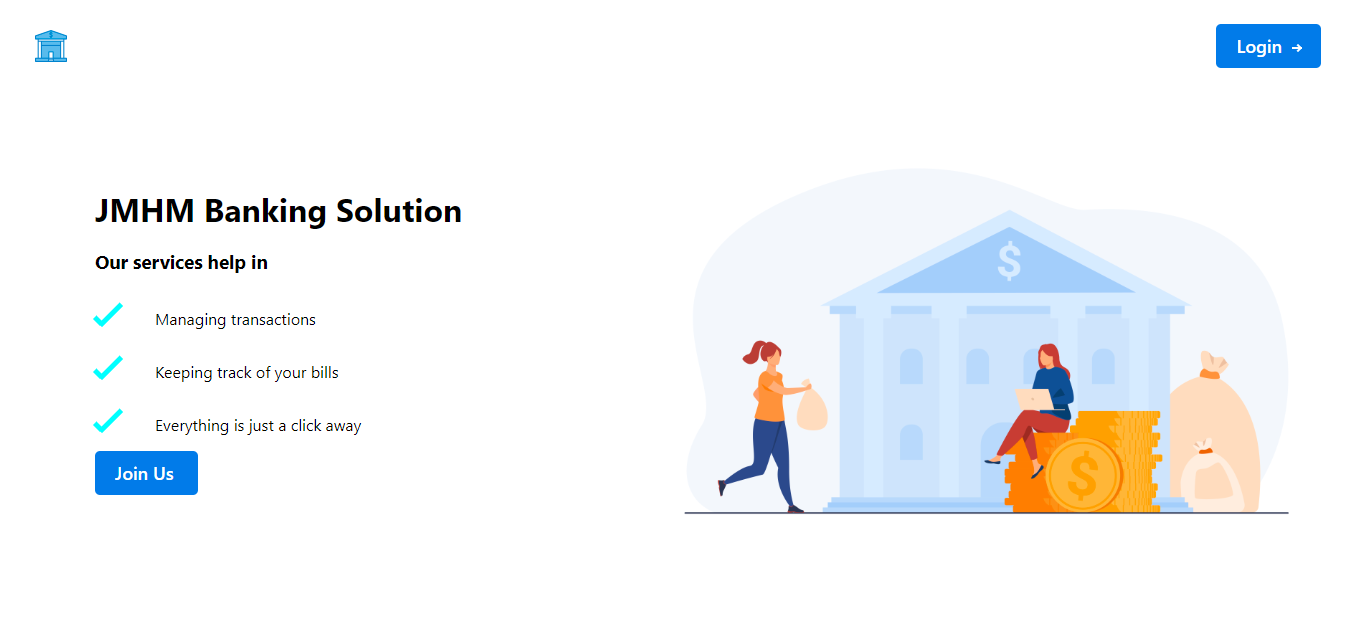 Login →
JMHM Banking Solution
Our services help in
Managing transactions
Keeping track of your bills
Everything is just a click away
Join Us
$
$